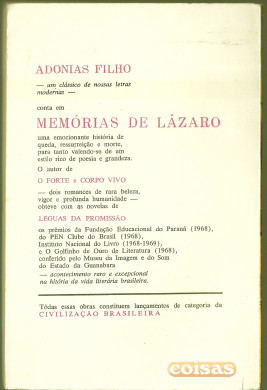 ADONIAS FILHO
— um clássico de nossas letras
modernas —
conta em
MEMÓRIAS DE LÁZARO
uma emocionante história de
queda, ressurreição e morte,
para tanto valendo-se de um
estilo rico de poesia e grandeza.
O autor de
O FORTE e CORPO VIVO
— dois romances de rara beleza,
vigor e profunda humanidade —
obteve com as novelas de
LÉGUAS DA PROMISSÃO
os prêmios da Fundação Educacional do Paraná (1968),
do PEN Clube do Brasil (1968),
Instituto Nacional do Livro (1968-1969),
e o Golfinho de Ouro de Literatura (1968),
conferido pelo Museu da Imagem e do Som
do Estado da Guanabara
— acontecimento raro e excepcional
na história da vida literária brasileira.
Tôdas essas obras constituem lançamentos de categoria da
CIVILIZAÇÃO BRASILEIRA
coisas